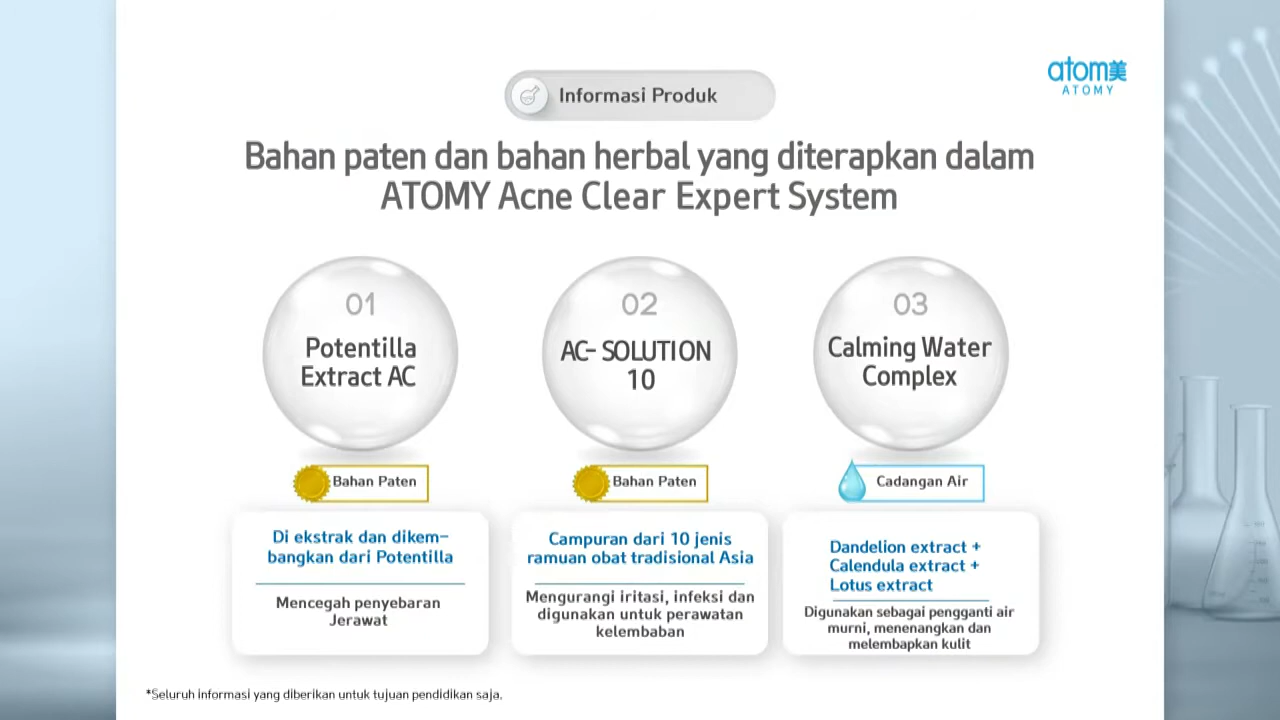 atom美
ATOMY
Informasi Produk
Bahan paten dan bahan herbal yang diterapkan dalam
ATOMY Acne Clear Expert System
01
Potentilla
Extract AC
Bahan Paten
Di ekstrak dan dikem-
bangkan dari Potentilla
Mencegah penyebaran
Jerawat
02
AC- SOLUTION
10
Bahan Paten
Campuran dari 10 jenis
ramuan obat tradisional Asia
Mengurangi iritasi, infeksi dan
digunakan untuk perawatan
kelembaban
03
Calming Water
Complex
Cadangan Air
Dandelion extract +
Calendula extract +
Lotus extract
Digunakan sebagai pengganti air
murni, menenangkan dan
melembapkan kulit
*Seluruh informasi yang diberikan untuk tujuan pendidikan saja.